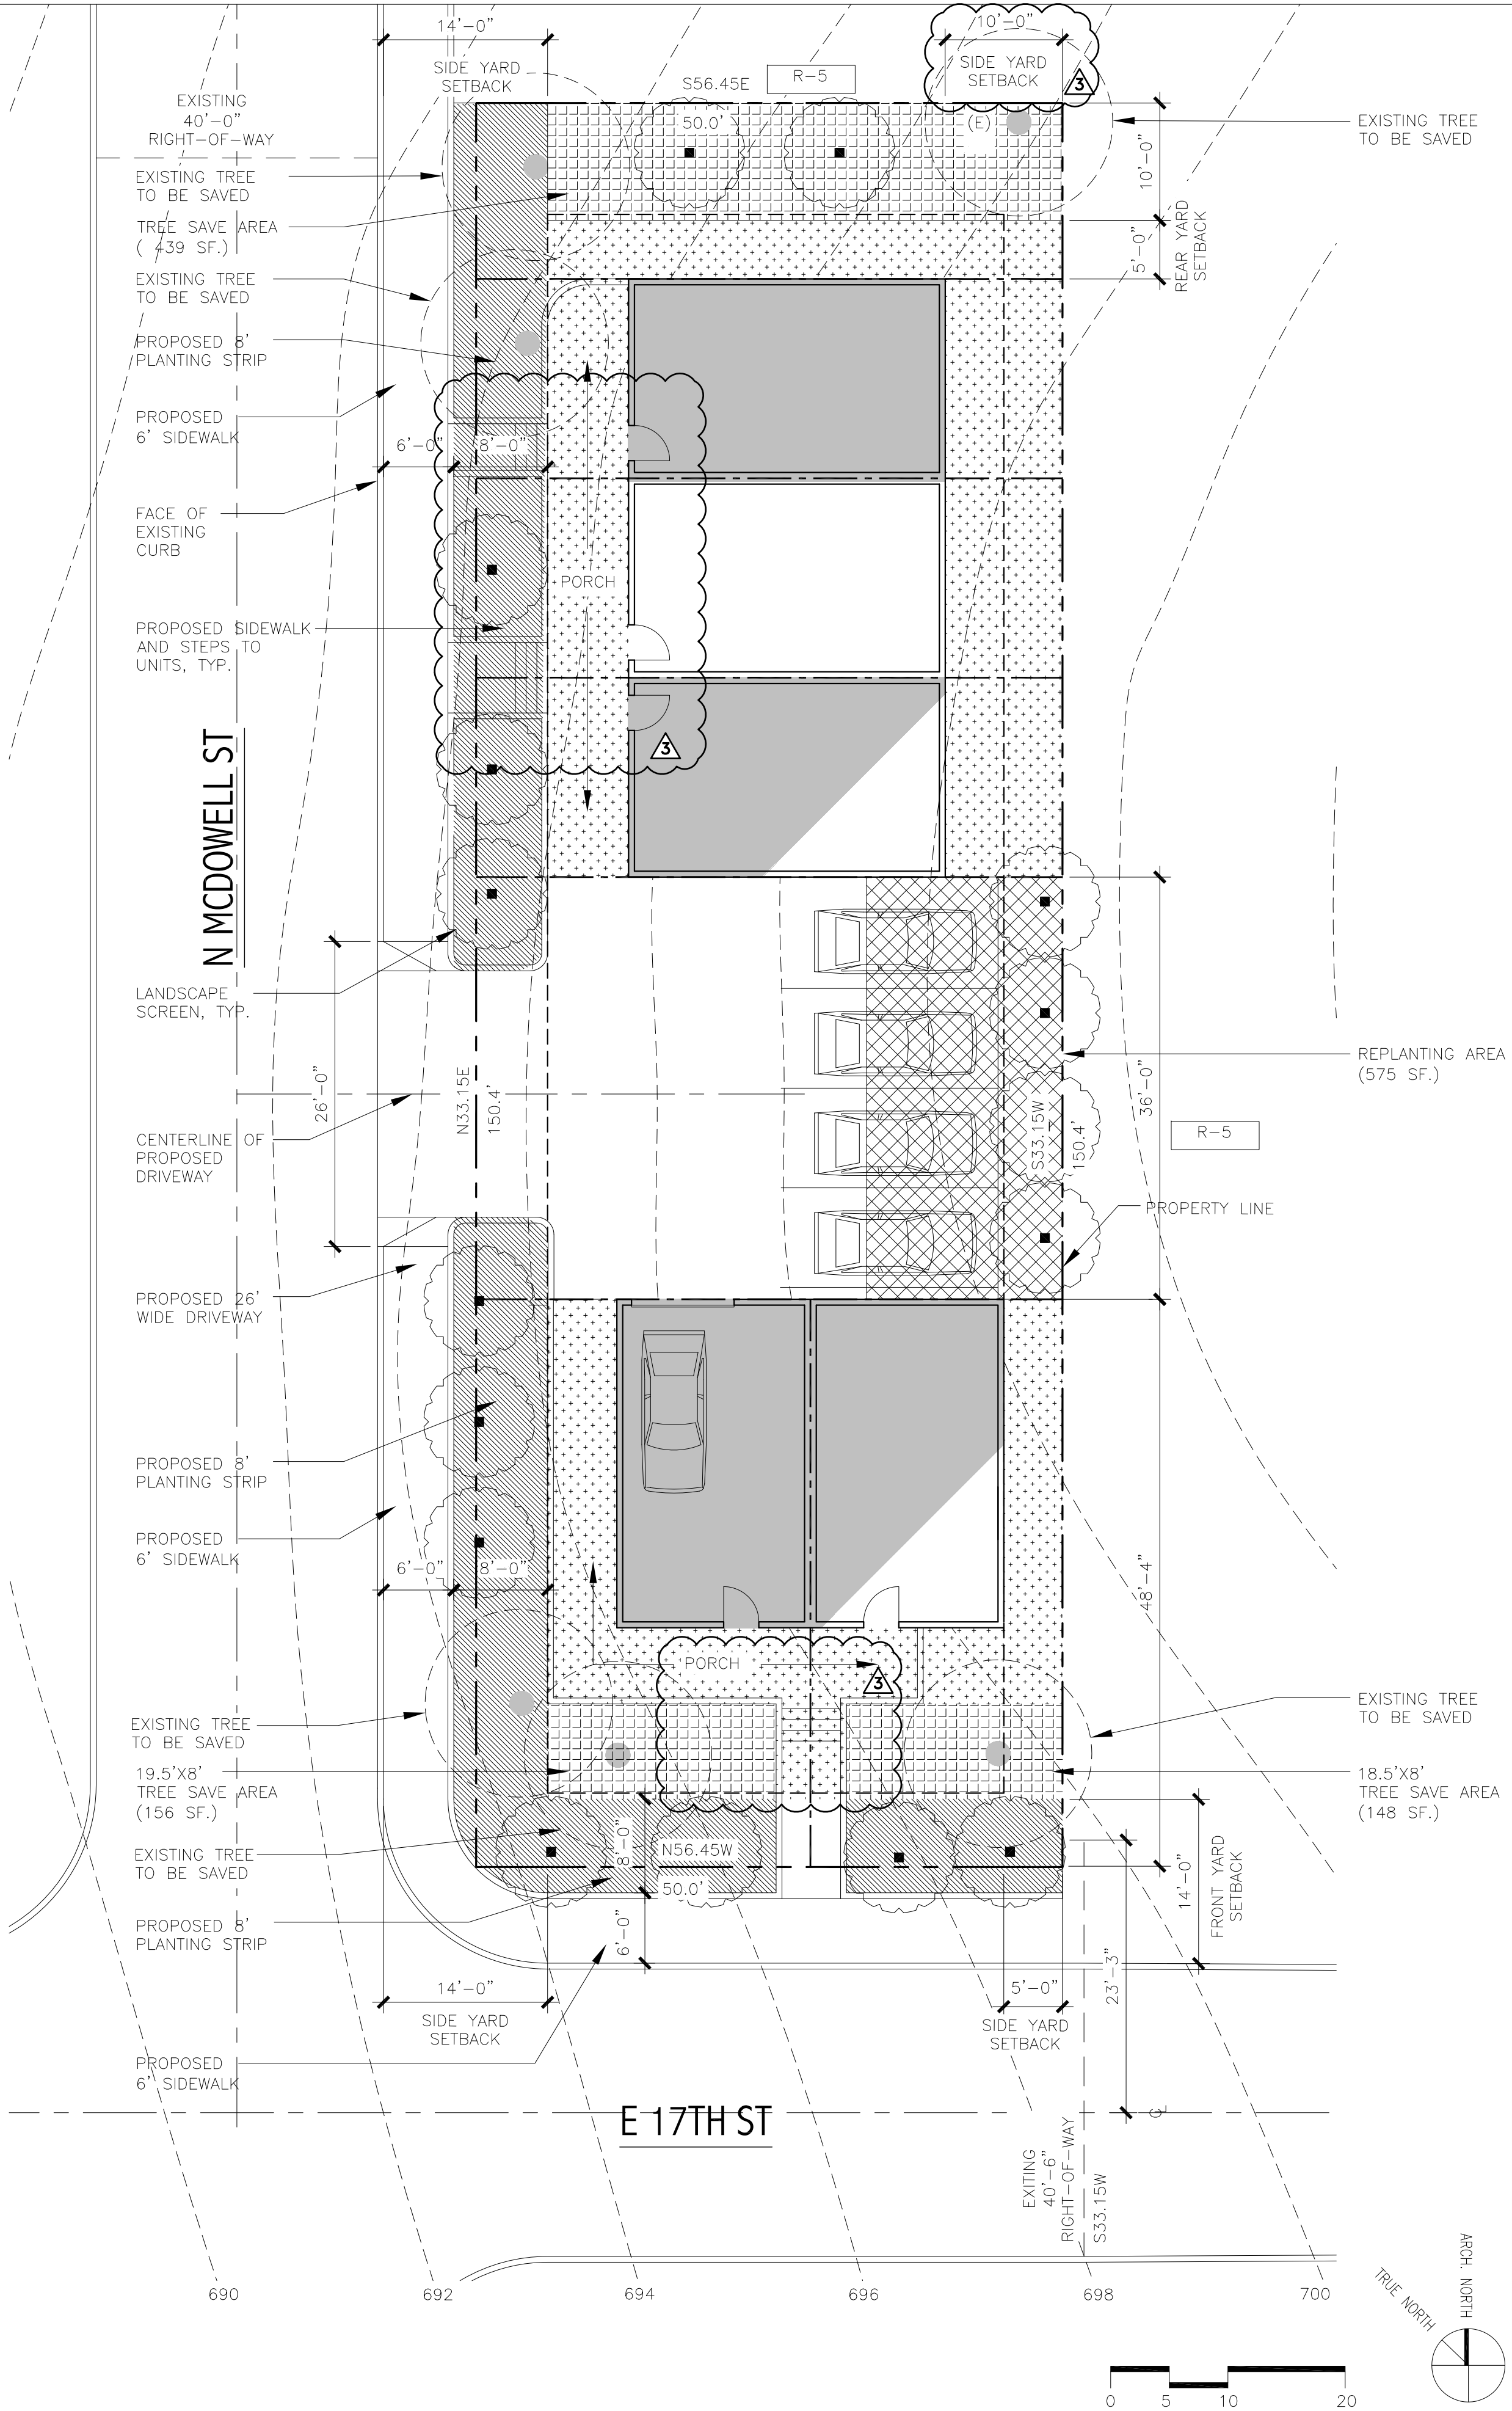 14'-0"
10'-0"
SIDE YARD
SETBACK
SIDE YARD
SETBACK
3
R-5
S56.45E
50.0'
(E)
EXISTING
40'-0"
RIGHT-OF-WAY
EXISTING TREE
TO BE SAVED
10'-0"
EXISTING TREE
TO BE SAVED
TREE SAVE AREA
( 439 SF.)
5'-0"
REAR YARD
SETBACK
EXISTING TREE
TO BE SAVED
PROPOSED 8'
PLANTING STRIP
PROPOSED
6' SIDEWALK
6'-0"
8'-0"
FACE OF
EXISTING
CURB
PORCH
PROPOSED SIDEWALK
AND STEPS TO
UNITS, TYP.
3
N MCDOWELL ST
LANDSCAPE
SCREEN, TYP.
26'-0"
N33.15E
150.4'
REPLANTING AREA
(575 SF.)
36'-0"
S33.15W
150.4'
R-5
CENTERLINE OF
PROPOSED
DRIVEWAY
PROPERTY LINE
PROPOSED 26'
WIDE DRIVEWAY
PROPOSED 8'
PLANTING STRIP
PROPOSED
6' SIDEWALK
6'-0"
8'-0"
48'-4"
PORCH
3
EXISTING TREE
TO BE SAVED
EXISTING TREE
TO BE SAVED
19.5'X8'
TREE SAVE AREA
(156 SF.)
18.5'X8'
TREE SAVE AREA
(148 SF.)
EXISTING TREE
TO BE SAVED
8'-0"
N56.45W
50.0'
14'-0"
FRONT YARD
SETBACK
PROPOSED 8'
PLANTING STRIP
6'-0"
23'-3"
14'-0"
SIDE YARD
SETBACK
5'-0"
SIDE YARD
SETBACK
PROPOSED
6' SIDEWALK
E 17TH ST
CL
EXITING
40'-6"
RIGHT-OF-WAY
S33.15W
690
692
694
696
698
700
TRUE NORTH
ARCH. NORTH
0
5
10
20